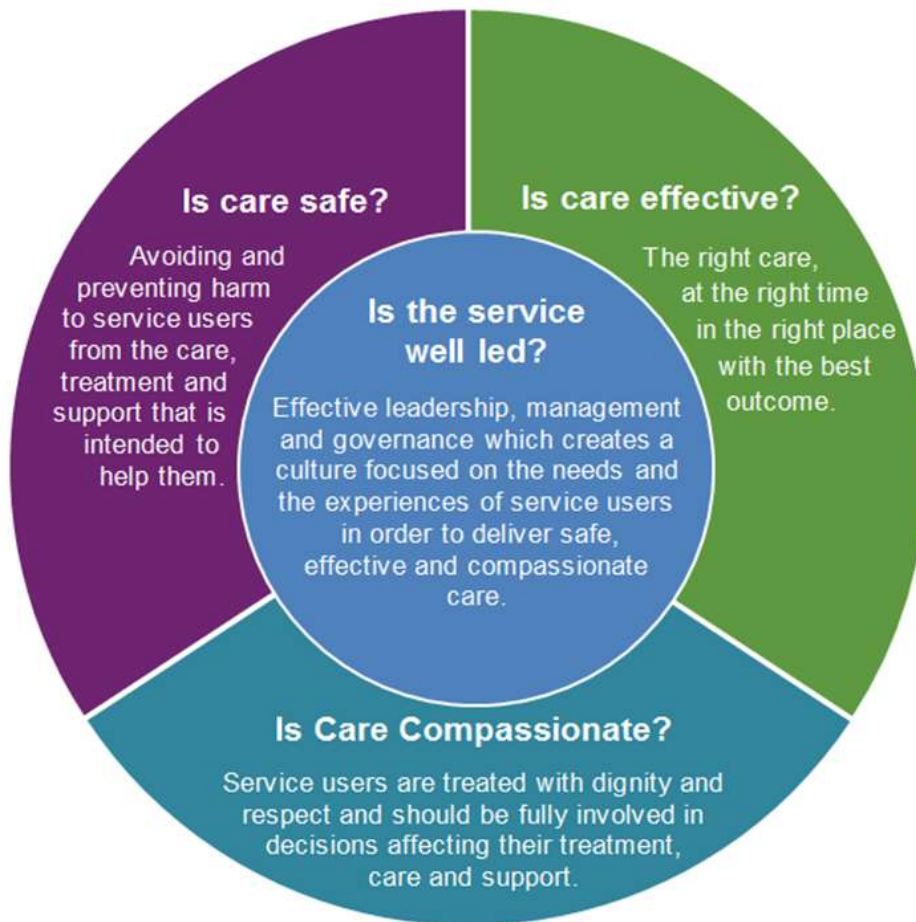 Is care safe?
Avoiding and
preventing harm
to service users
from the care,
treatment and
support that is
intended to
help them.
Is care effective?
The right care,
at the right time
in the right place
with the best
outcome.
Is the service
well led?
Effective leadership, management
and governance which creates a
culture focused on the needs and
the experiences of service users
in order to deliver safe,
effective and compassionate
care.
Is Care Compassionate?
Service users are treated with dignity and
respect and should be fully involved in
decisions affecting their treatment,
care and support.